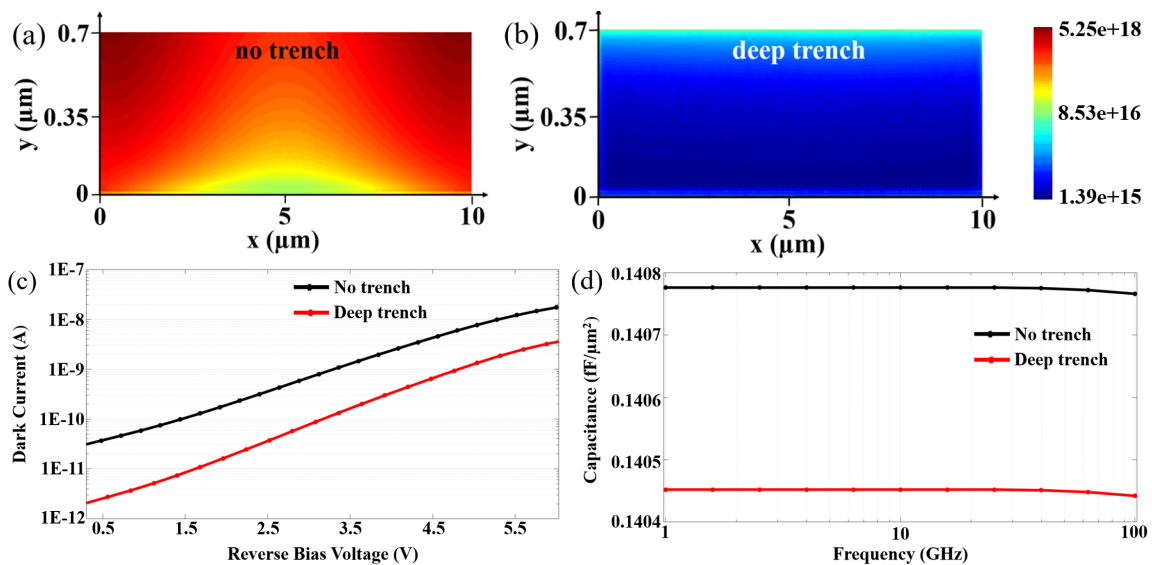 (a)
0.7
no trench
y (μm)
0.35
0
0
5
10
x (μm)
(b)
0.7
deep trench
y (μm)
0.35
0
0
5
10
x (μm)
5.25e+18
8.53e+16
1.39e+15
(c)
1E-7
1E-8
1E-9
1E-10
1E-11
1E-12
Dark Current (A)
No trench
Deep trench
0.5
1.5
2.5
3.5
4.5
5.5
Reverse Bias Voltage (V)
(d)
0.1408
0.1407
0.1406
0.1405
0.1404
Capacitance (fF/μm²)
No trench
Deep trench
1
10
100
Frequency (GHz)